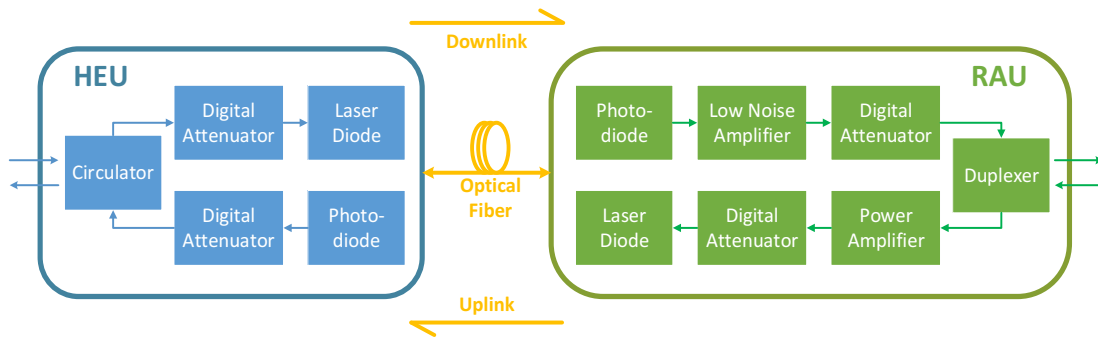 Downlink
HEU
RAU
Digital
Attenuator
Laser
Diode
Photo-
diode
Low Noise
Amplifier
Digital
Attenuator
Circulator
Duplexer
Optical
Fiber
Digital
Attenuator
Photo-
diode
Laser
Diode
Digital
Attenuator
Power
Amplifier
Uplink